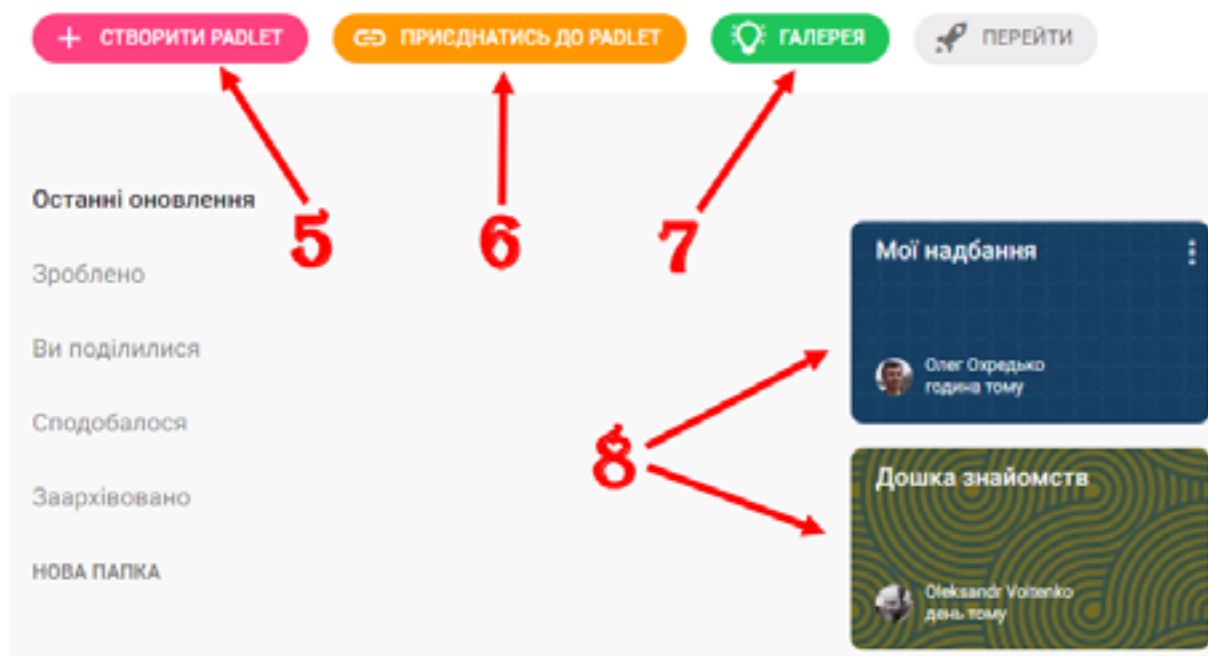 + СТВОРИТИ PADLET
ПРИЄДНАТИСЬ ДО PADLET
ГАЛЕРЕЯ
ПЕРЕЙТИ
Останні оновлення
5
6
7
Зроблено
Ви поділилися
Сподобалося
Заархівовано
НОВА ПАПКА
8
Мої надбання
Олег Охредько
година тому
Дошка знайомств
Oleksandr Voitenko
день тому